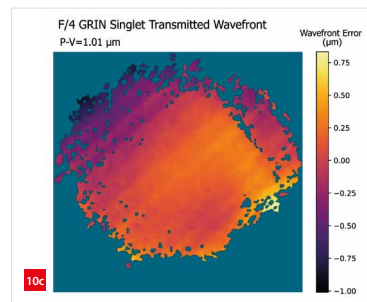 F/4 GRIN Singlet Transmitted Wavefront
P-V=1.01 µm
Wavefront Error
(µm)
0.75
0.50
0.25
0.00
−0.25
−0.50
−0.75
−1.00
10c